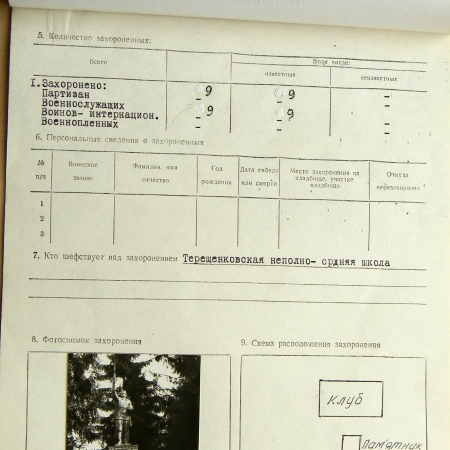 5. Количество захороненных:
Всего
В том числе:
известных
неизвестных
I. Захоронено: 9 9 –
Партизан – – –
Военнослужащих 9 9 –
Воинов- интернацион. – – –
Военнопленных – –
6. Персональные сведения о захороненных
№ п/п
Воинское звание
Фамилия, имя отчество
Год рождения
Дата гибели или смерти
Место захоронения на кладбище, участке кладбища
Откуда перезахоронен
1
2
3
7. Кто шефствует над захоронением Терещенковская неполно- срдняя школа
8. Фотоснимок захоронения
9. Схема расположения захоронения
клуб
Памятник